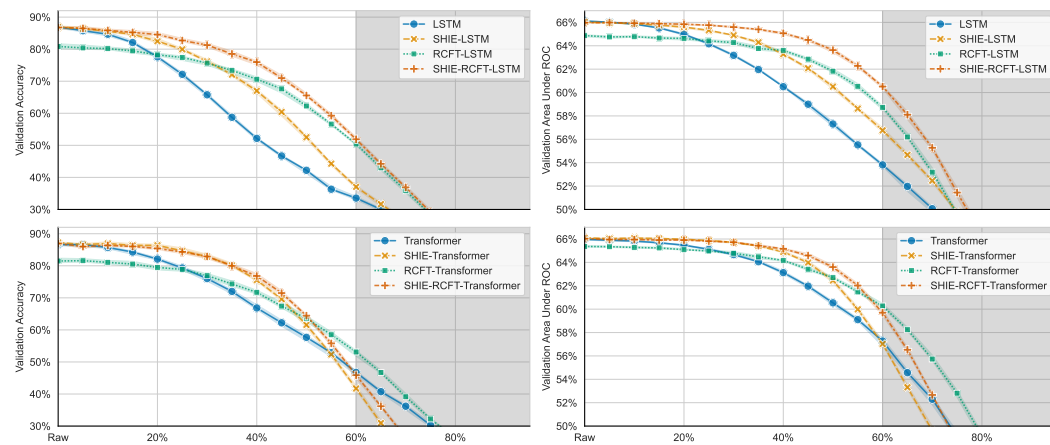 90%
80%
70%
60%
50%
40%
30%
Validation Accuracy
LSTM
SHIE-LSTM
RCFT-LSTM
SHIE-RCFT-LSTM
66%
64%
62%
60%
58%
56%
54%
52%
50%
Validation Area Under ROC
LSTM
SHIE-LSTM
RCFT-LSTM
SHIE-RCFT-LSTM
90%
80%
70%
60%
50%
40%
30%
Validation Accuracy
Transformer
SHIE-Transformer
RCFT-Transformer
SHIE-RCFT-Transformer
Raw
20%
40%
60%
80%
66%
64%
62%
60%
58%
56%
54%
52%
50%
Validation Area Under ROC
Transformer
SHIE-Transformer
RCFT-Transformer
SHIE-RCFT-Transformer
Raw
20%
40%
60%
80%